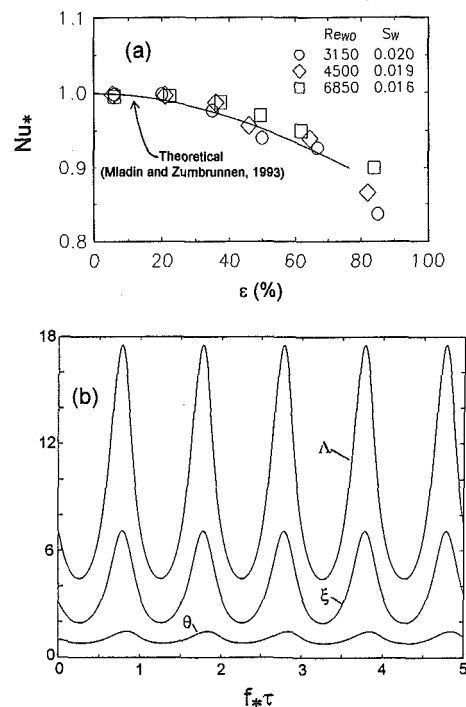 (a)
Re_W0 S_W
○ 3150 0.020
◇ 4500 0.019
□ 6850 0.016
Nu*
1.1
1.0
0.9
0.8
Theoretical
(Mladin and Zumbrunnen, 1993)
0 20 40 60 80 100
ε (%)
(b)
18
12
6
0
Λ
ξ
θ
0 1 2 3 4 5
f*τ